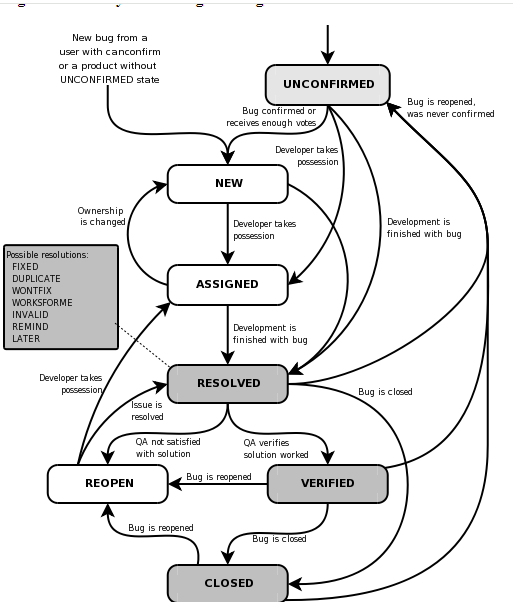 New bug from a
user with canconfirm
or a product without
UNCONFIRMED state
UNCONFIRMED
Bug is reopened,
was never confirmed
Bug confirmed or
receives enough votes
Developer takes
possession
NEW
Ownership
is changed
Developer takes
possession
Development is
finished with bug
Possible resolutions:
FIXED
DUPLICATE
WONTFIX
WORKSFORME
INVALID
REMIND
LATER
ASSIGNED
Development is
finished with bug
RESOLVED
Developer takes
possession
Issue is
resolved
Bug is closed
QA not satisfied
with solution
QA verifies
solution worked
REOPEN
Bug is reopened
VERIFIED
Bug is reopened
Bug is closed
CLOSED